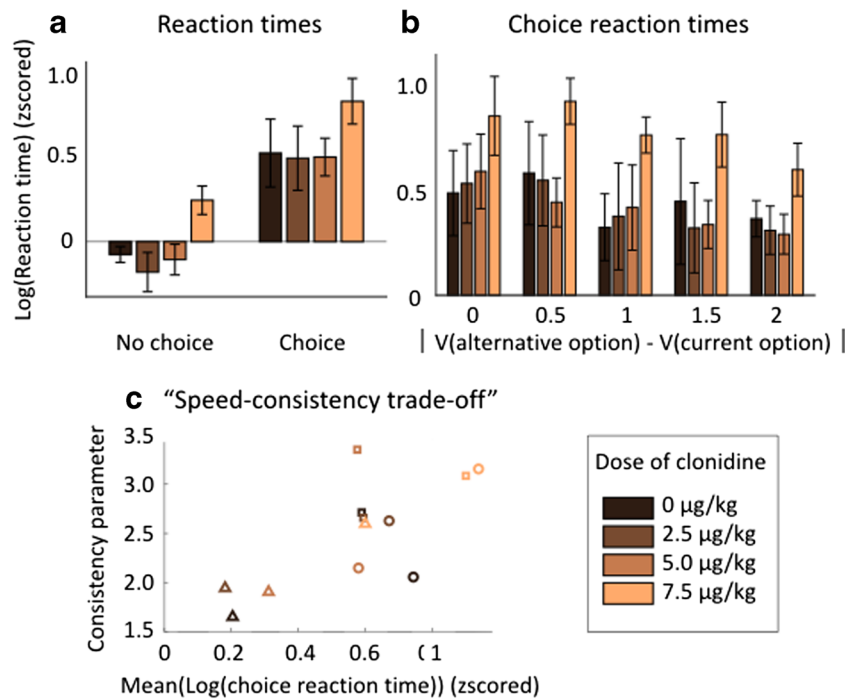 a
Reaction times
Log(Reaction time) (zscored)
1.0
0.5
0
No choice
Choice
b
Choice reaction times
1.0
0.5
0
0 0.5 1 1.5 2
| V(alternative option) - V(current option) |
c
“Speed-consistency trade-off”
Consistency parameter
3.5
3.0
2.5
2.0
1.5
0 0.2 0.4 0.6 ( 1
Mean(Log(choice reaction time)) (zscored)
Dose of clonidine
0 µg/kg
2.5 µg/kg
5.0 µg/kg
7.5 µg/kg